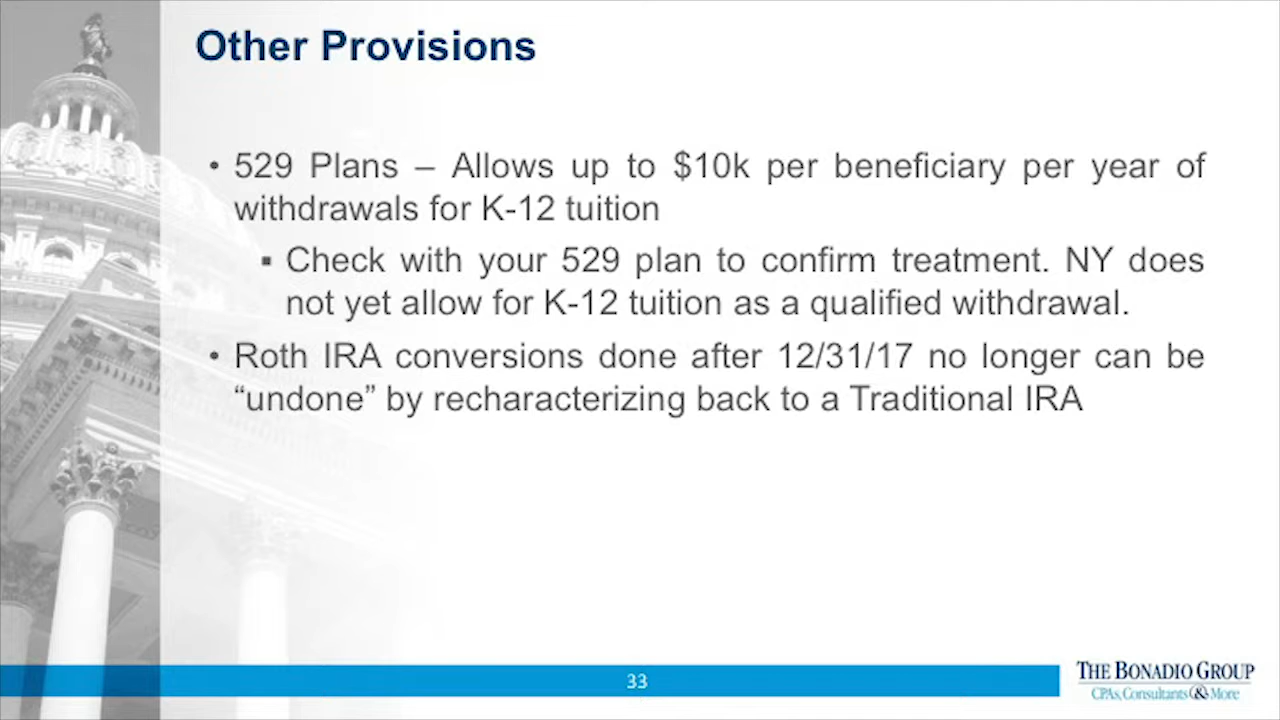 Other Provisions
• 529 Plans – Allows up to $10k per beneficiary per year of
withdrawals for K-12 tuition
▪ Check with your 529 plan to confirm treatment. NY does
not yet allow for K-12 tuition as a qualified withdrawal.
• Roth IRA conversions done after 12/31/17 no longer can be
“undone” by recharacterizing back to a Traditional IRA
33
THE BONADIO GROUP
CPAs, Consultants & More